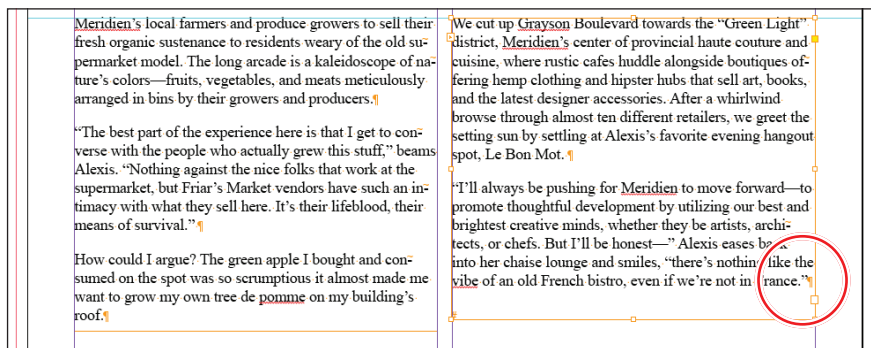 Meridien’s local farmers and produce growers to sell their
fresh organic sustenance to residents weary of the old su-
permarket model. The long arcade is a kaleidoscope of na-
ture’s colors—fruits, vegetables, and meats meticulously
arranged in bins by their growers and producers.¶
“The best part of the experience here is that I get to con-
verse with the people who actually grew this stuff,” beams
Alexis. “Nothing against the nice folks that work at the
supermarket, but Friar’s Market vendors have such an in-
timacy with what they sell here. It’s their lifeblood, their
means of survival.”¶
How could I argue? The green apple I bought and con-
sumed on the spot was so scrumptious it almost made me
want to grow my own tree de pomme on my building’s
roof.¶
We cut up Grayson Boulevard towards the “Green Light”
district, Meridien’s center of provincial haute couture and
cuisine, where rustic cafes huddle alongside boutiques of-
fering hemp clothing and hipster hubs that sell art, books,
and the latest designer accessories. After a whirlwind
browse through almost ten different retailers, we greet the
setting sun by settling at Alexis’s favorite evening hangout
spot, Le Bon Mot. ¶
“I’ll always be pushing for Meridien to move forward—to
promote thoughtful development by utilizing our best and
brightest creative minds, whether they be artists, archi-
tects, or chefs. But I’ll be honest—” Alexis eases back
into her chaise lounge and smiles, “there’s nothing like the
vibe of an old French bistro, even if we’re not in France.”¶